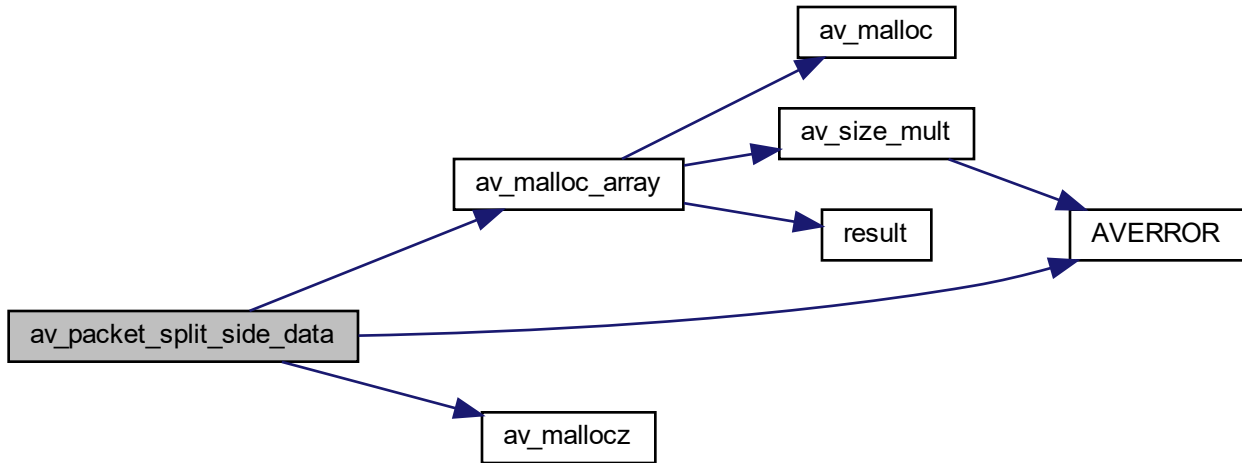 av_malloc
av_size_mult
av_malloc_array
result
AVERROR
av_packet_split_side_data
av_mallocz